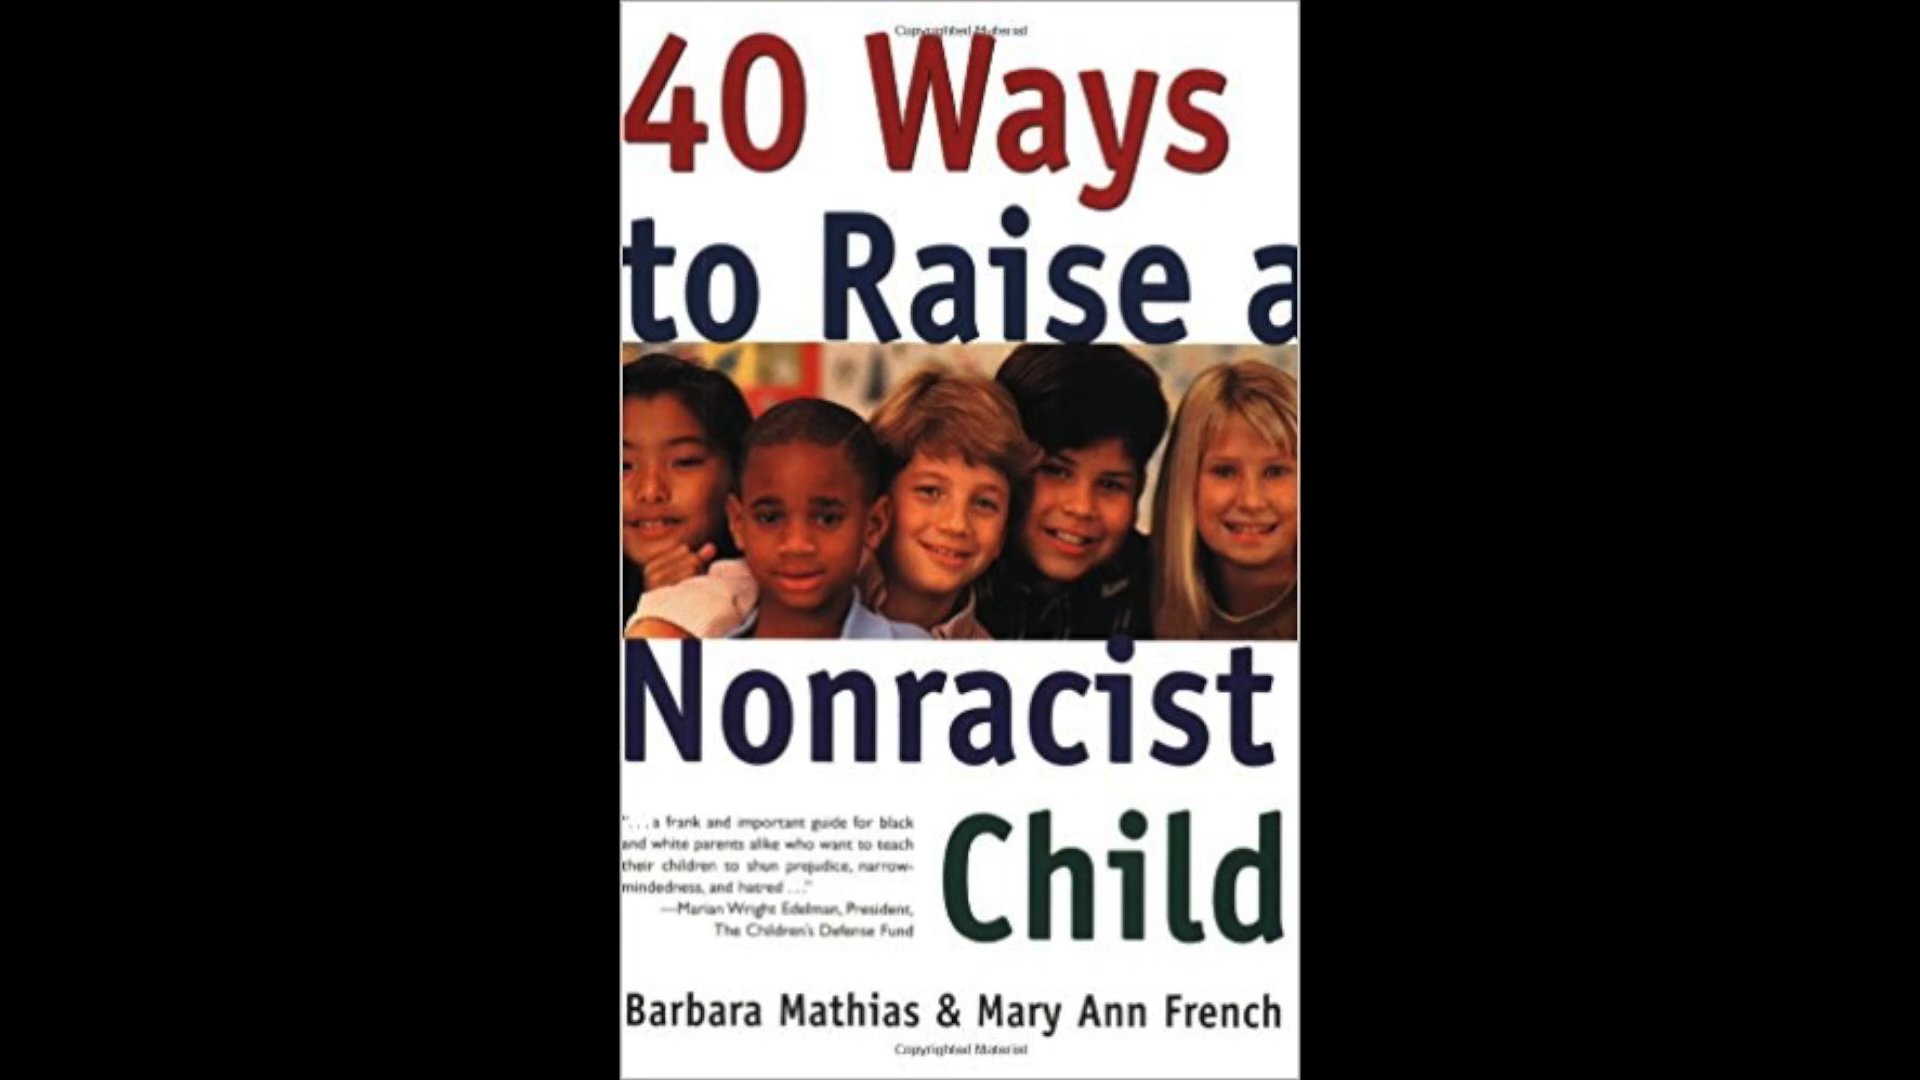 Copyrighted Material
40 Ways
to Raise a
Nonracist
Child
"... a frank and important guide for black
and white parents alike who want to teach
their children to shun prejudice, narrow-
mindedness, and hatred ..."
—Marian Wright Edelman, President,
The Children's Defense Fund
Barbara Mathias & Mary Ann French
Copyrighted Material